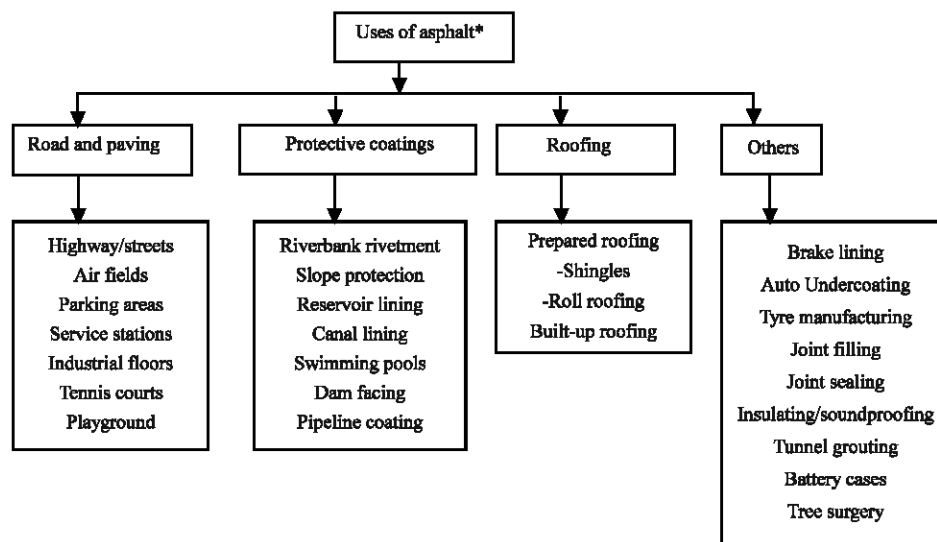 Uses of asphalt*
Road and paving
Protective coatings
Roofing
Others
Highway/streets
Air fields
Parking areas
Service stations
Industrial floors
Tennis courts
Playground
Riverbank rivetment
Slope protection
Reservoir lining
Canal lining
Swimming pools
Dam facing
Pipeline coating
Prepared roofing
-Shingles
-Roll roofing
Built-up roofing
Brake lining
Auto Undercoating
Tyre manufacturing
Joint filling
Joint sealing
Insulating/soundproofing
Tunnel grouting
Battery cases
Tree surgery